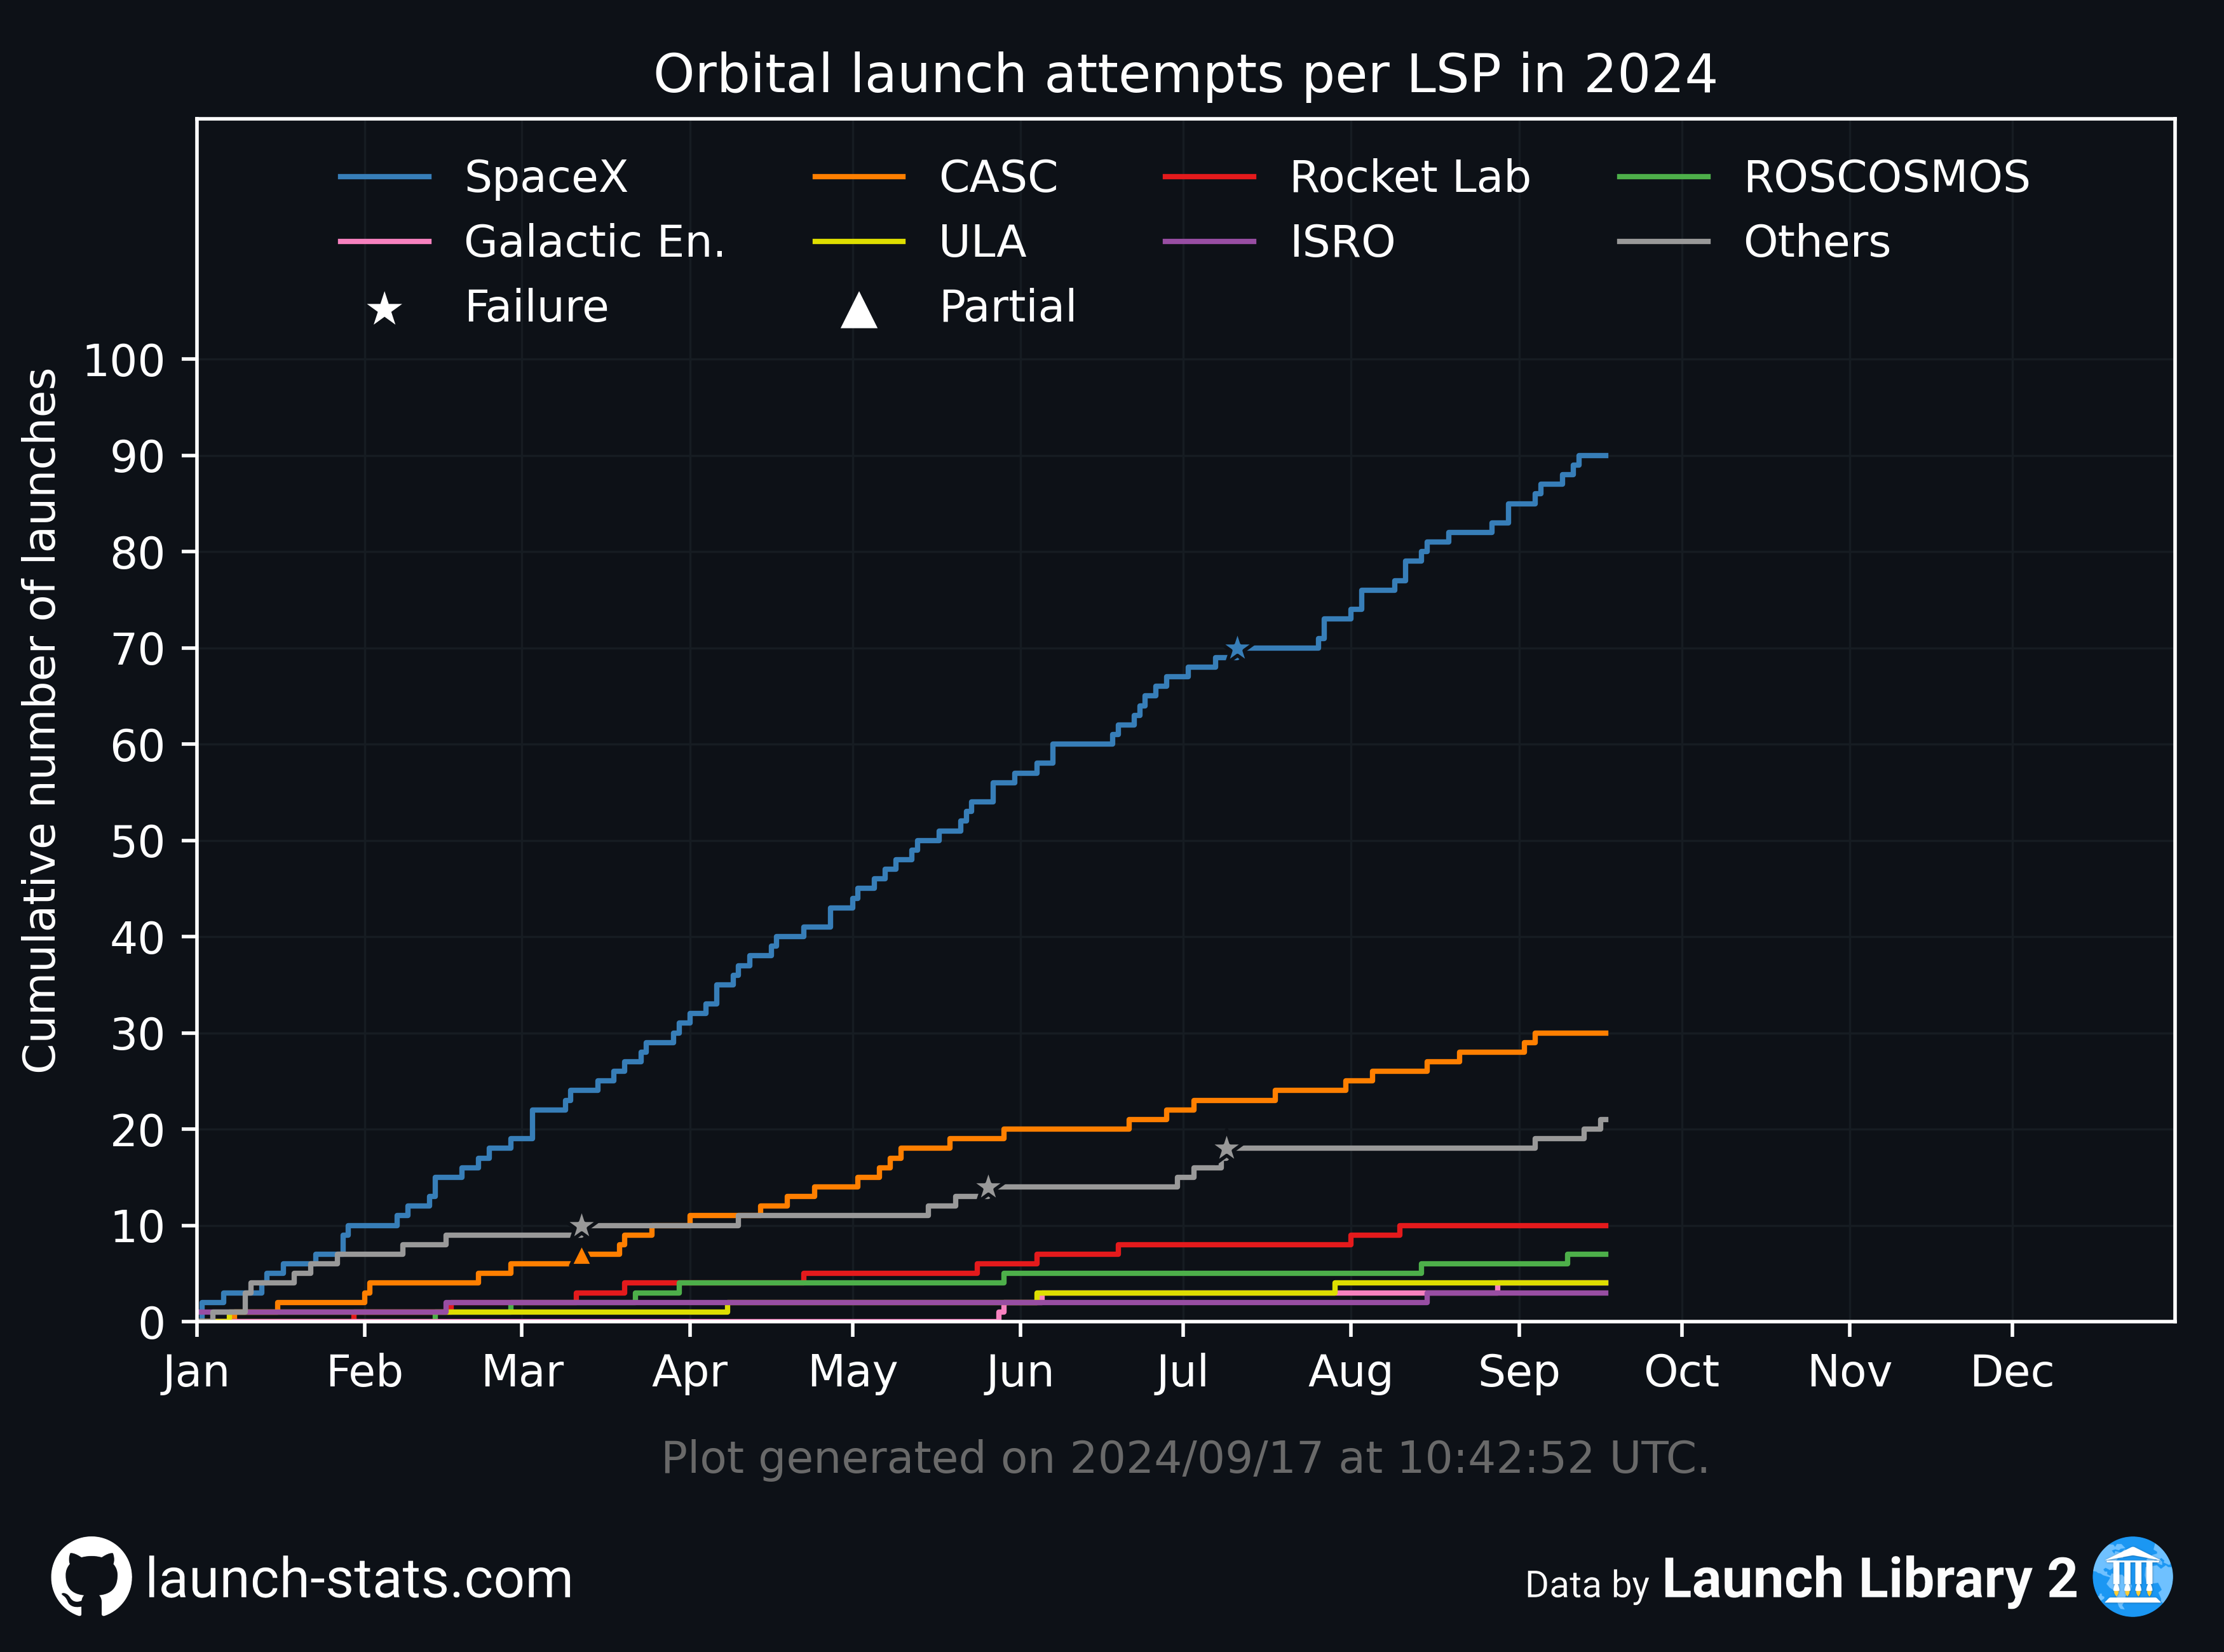 Orbital launch attempts per LSP in 2024
SpaceX CASC Rocket Lab ROSCOSMOS
Galactic En. ULA ISRO Others
Failure Partial
Cumulative number of launches
100
90
80
70
60
50
40
30
20
10
0
Jan Feb Mar Apr May Jun Jul Aug Sep Oct Nov Dec
Plot generated on 2024/09/17 at 10:42:52 UTC.
launch-stats.com
Data by Launch Library 2